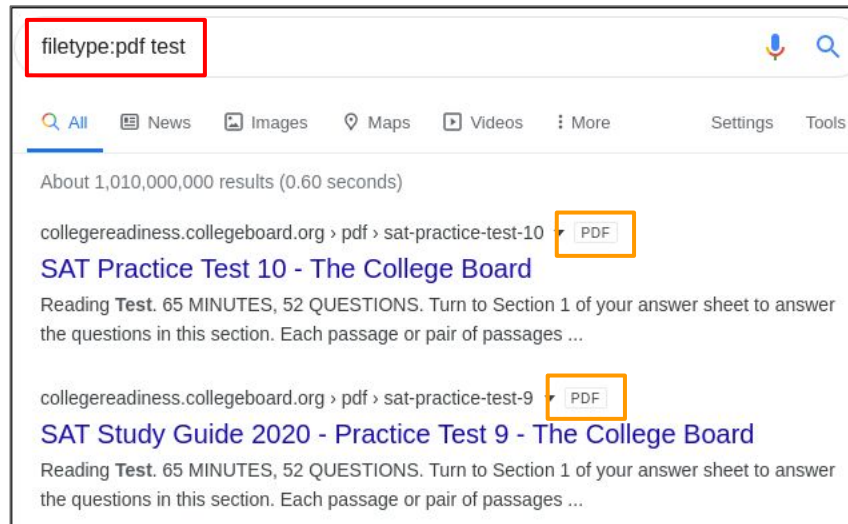 filetype:pdf test
All News Images Maps Videos More Settings Tools
About 1,010,000,000 results (0.60 seconds)
collegereadiness.collegeboard.org › pdf › sat-practice-test-10 PDF
SAT Practice Test 10 - The College Board
Reading Test. 65 MINUTES, 52 QUESTIONS. Turn to Section 1 of your answer sheet to answer
the questions in this section. Each passage or pair of passages ...
collegereadiness.collegeboard.org › pdf › sat-practice-test-9 PDF
SAT Study Guide 2020 - Practice Test 9 - The College Board
Reading Test. 65 MINUTES, 52 QUESTIONS. Turn to Section 1 of your answer sheet to answer
the questions in this section. Each passage or pair of passages ...